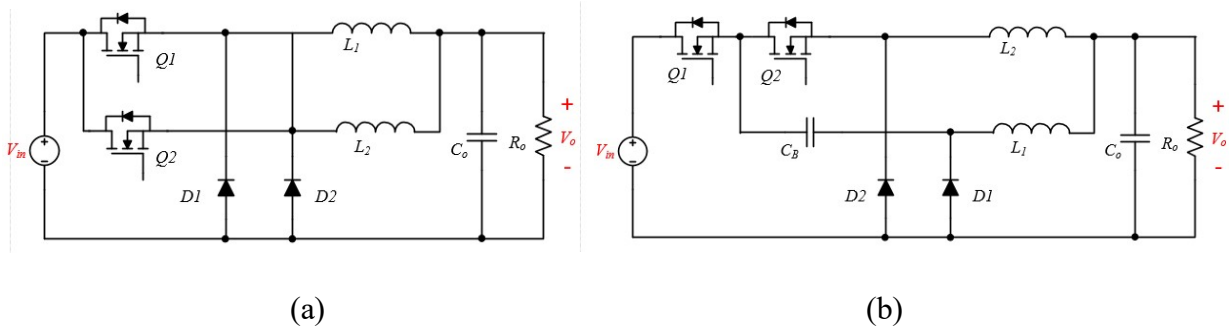 Q1
L1
Q2
L2
Vin
Co
Ro
+
Vo
-
D1
D2
(a)
Q1
Q2
L2
CB
L1
Vin
Co
Ro
+
Vo
-
D2
D1
(b)